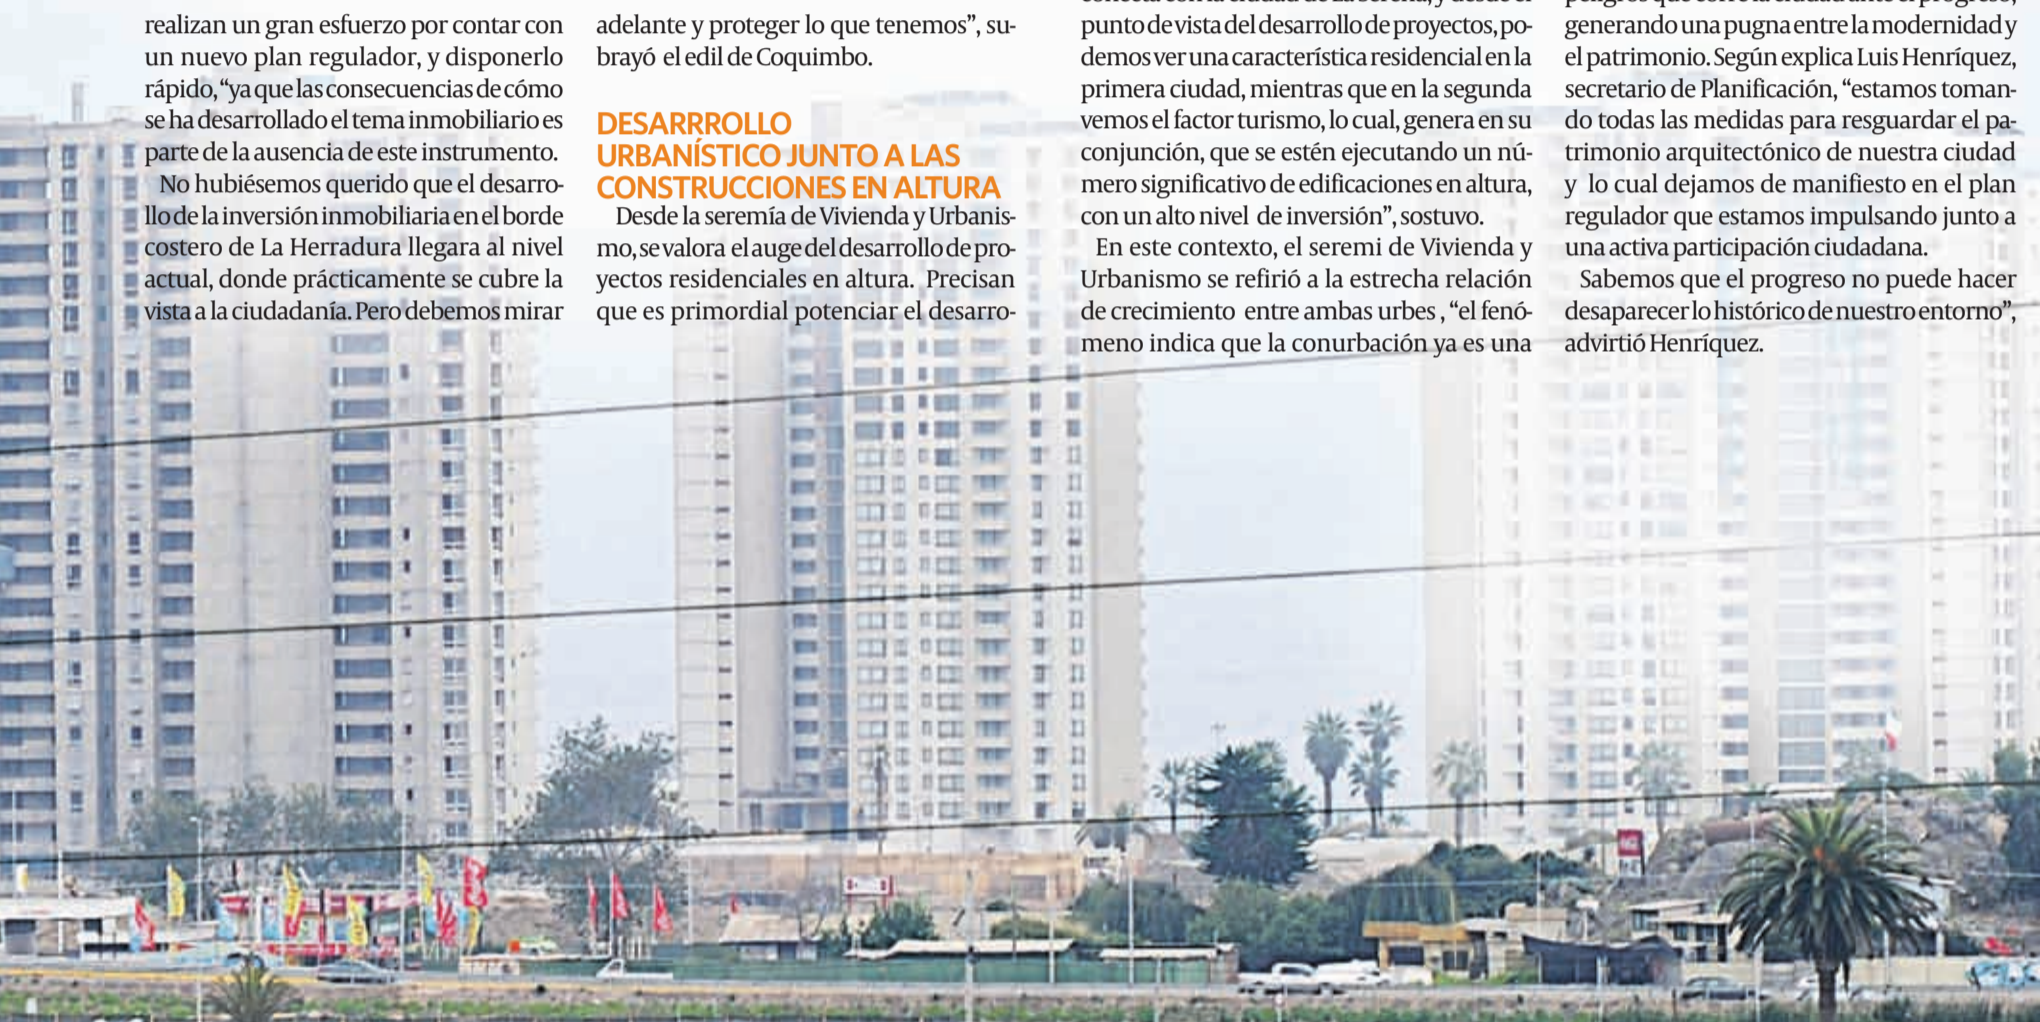 realizan un gran esfuerzo por contar con
un nuevo plan regulador, y disponerlo
rápido, “ya que las consecuencias de cómo
se ha desarrollado el tema inmobiliario es
parte de la ausencia de este instrumento.
No hubiésemos querido que el desarro-
llo de la inversión inmobiliaria en el borde
costero de La Herradura llegara al nivel
actual, donde prácticamente se cubre la
vista a la ciudadanía. Pero debemos mirar
adelante y proteger lo que tenemos”, su-
brayó el edil de Coquimbo.
DESARRROLLO
URBANÍSTICO JUNTO A LAS
CONSTRUCCIONES EN ALTURA
Desde la seremía de Vivienda y Urbanis-
mo, se valora el auge del desarrollo de pro-
yectos residenciales en altura. Precisan
que es primordial potenciar el desarro-
punto de vista del desarrollo de proyectos, po-
demos ver una característica residencial en la
primera ciudad, mientras que en la segunda
vemos el factor turismo, lo cual, genera en su
conjunción, que se estén ejecutando un nú-
mero significativo de edificaciones en altura,
con un alto nivel de inversión”, sostuvo.
En este contexto, el seremi de Vivienda y
Urbanismo se refirió a la estrecha relación
de crecimiento entre ambas urbes , “el fenó-
meno indica que la conurbación ya es una
generando una pugna entre la modernidad y
el patrimonio. Según explica Luis Henríquez,
secretario de Planificación, “estamos toman-
do todas las medidas para resguardar el pa-
trimonio arquitectónico de nuestra ciudad
y lo cual dejamos de manifiesto en el plan
regulador que estamos impulsando junto a
una activa participación ciudadana.
Sabemos que el progreso no puede hacer
desaparecer lo histórico de nuestro entorno”,
advirtió Henríquez.